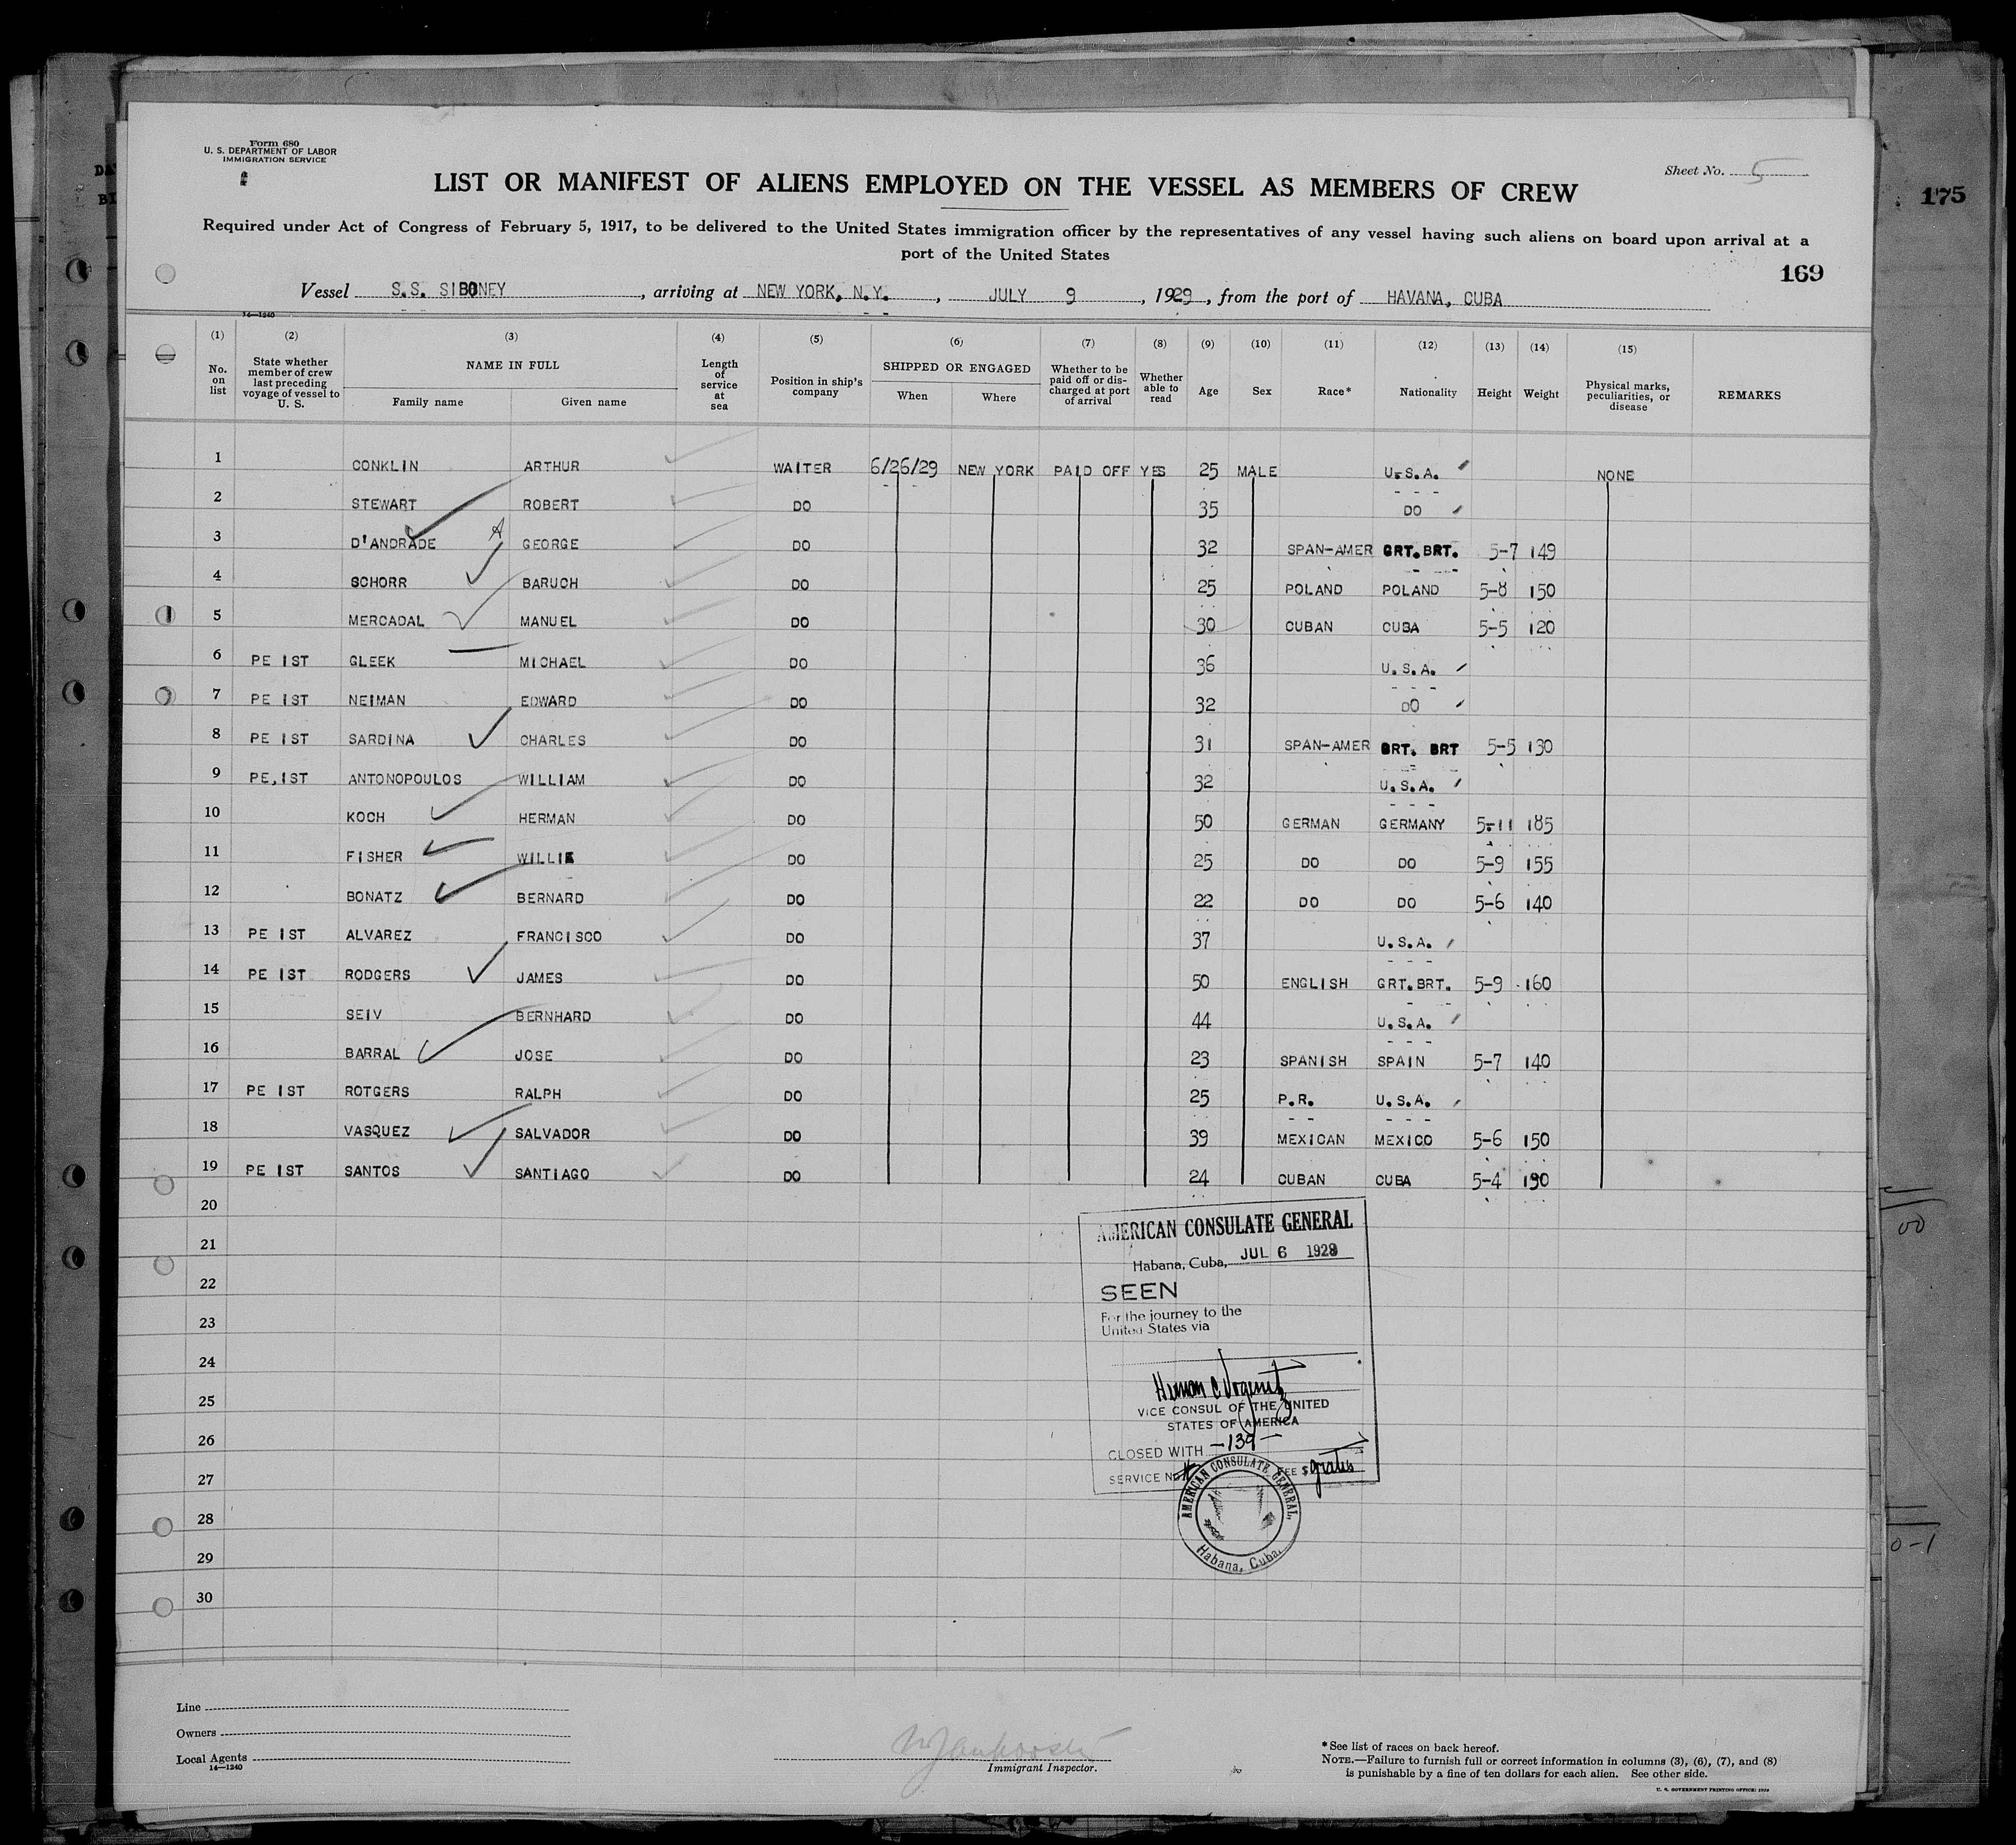 Form 680
U. S. DEPARTMENT OF LABOR
IMMIGRATION SERVICE
Sheet No. 5
175
LIST OR MANIFEST OF ALIENS EMPLOYED ON THE VESSEL AS MEMBERS OF CREW
Required under Act of Congress of February 5, 1917, to be delivered to the United States immigration officer by the representatives of any vessel having such aliens on board upon arrival at a
port of the United States
169
Vessel S.S. SIBONEY, arriving at NEW YORK, N.Y., JULY 9, 1929, from the port of HAVANA, CUBA
14—1240
(1) (2) (3) (4) (5) (6) (7) (8) (9) (10) (11) (12) (13) (14) (15)
No. on list State whether member of crew last preceding voyage of vessel to U. S. NAME IN FULL Length of service at sea Position in ship's company SHIPPED OR ENGAGED Whether to be paid off or discharged at port of arrival Whether able to read Age Sex Race* Nationality Height Weight Physical marks, peculiarities, or disease REMARKS
Family name Given name When Where
1 CONKLIN ARTHUR WAITER 6/26/29 NEW YORK PAID OFF YES 25 MALE U.S.A. NONE
2 STEWART ROBERT DO 35 DO
3 D'ANDRADE A GEORGE DO 32 SPAN-AMER GRT.BRT. 5-7 149
4 SCHORR BARUCH DO 25 POLAND POLAND 5-8 150
5 MERCADAL MANUEL DO 30 CUBAN CUBA 5-5 120
6 PE IST GLEEK MICHAEL DO 36 U.S.A.
7 PE IST NEIMAN EDWARD DO 32 DO
8 PE IST SARDINA CHARLES DO 31 SPAN-AMER GRT. BRT 5-5 130
9 PE.IST ANTONOPOULOS WILLIAM DO 32 U.S.A.
10 KOCH HERMAN DO 50 GERMAN GERMANY 5-11 185
11 FISHER WILLIE DO 25 DO DO 5-9 155
12 BONATZ BERNARD DO 22 DO DO 5-6 140
13 PE IST ALVAREZ FRANCISCO DO 37 U.S.A.
14 PE IST RODGERS JAMES DO 50 ENGLISH GRT.BRT. 5-9 160
15 SEIV BERNHARD DO 44 U.S.A.
16 BARRAL JOSE DO 23 SPANISH SPAIN 5-7 140
17 PE IST ROTGERS RALPH DO 25 P.R. U.S.A.
18 VASQUEZ SALVADOR DO 39 MEXICAN MEXICO 5-6 150
19 PE IST SANTOS SANTIAGO DO 24 CUBAN CUBA 5-4 190
20
21
22
23
24
25
26
27
28
29
30
AMERICAN CONSULATE GENERAL
Habana, Cuba, JUL 6 1929
SEEN
For the journey to the
United States via
VICE CONSUL OF THE UNITED
STATES OF AMERICA
CLOSED WITH —139—
SERVICE No. FEE $ gratis
AMERICAN CONSULATE GENERAL,
Habana, Cuba.
00
0-1
Line
Owners
Local Agents
14—1240
Immigrant Inspector.
*See list of races on back hereof.
NOTE.—Failure to furnish full or correct information in columns (3), (6), (7), and (8)
is punishable by a fine of ten dollars for each alien. See other side.